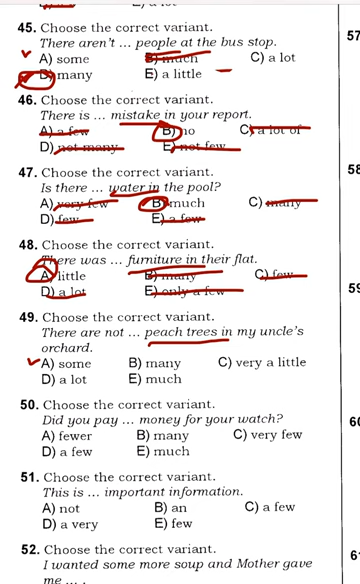 45. Choose the correct variant.
There aren't ... people at the bus stop.
A) some B) much C) a lot
D) many E) a little
46. Choose the correct variant.
There is ... mistake in your report.
A) a few B) no C) a lot of
D) not many E) not few
47. Choose the correct variant.
Is there ... water in the pool?
A) very few B) much C) many
D) few E) a few
48. Choose the correct variant.
There was ... furniture in their flat.
A) little B) many C) few
D) a lot E) only a few
49. Choose the correct variant.
There are not ... peach trees in my uncle's
orchard.
A) some B) many C) very a little
D) a lot E) much
50. Choose the correct variant.
Did you pay ... money for your watch?
A) fewer B) many C) very few
D) a few E) much
51. Choose the correct variant.
This is ... important information.
A) not B) an C) a few
D) a very E) few
52. Choose the correct variant.
I wanted some more soup and Mother gave
me ... .
57
58
59
60
61